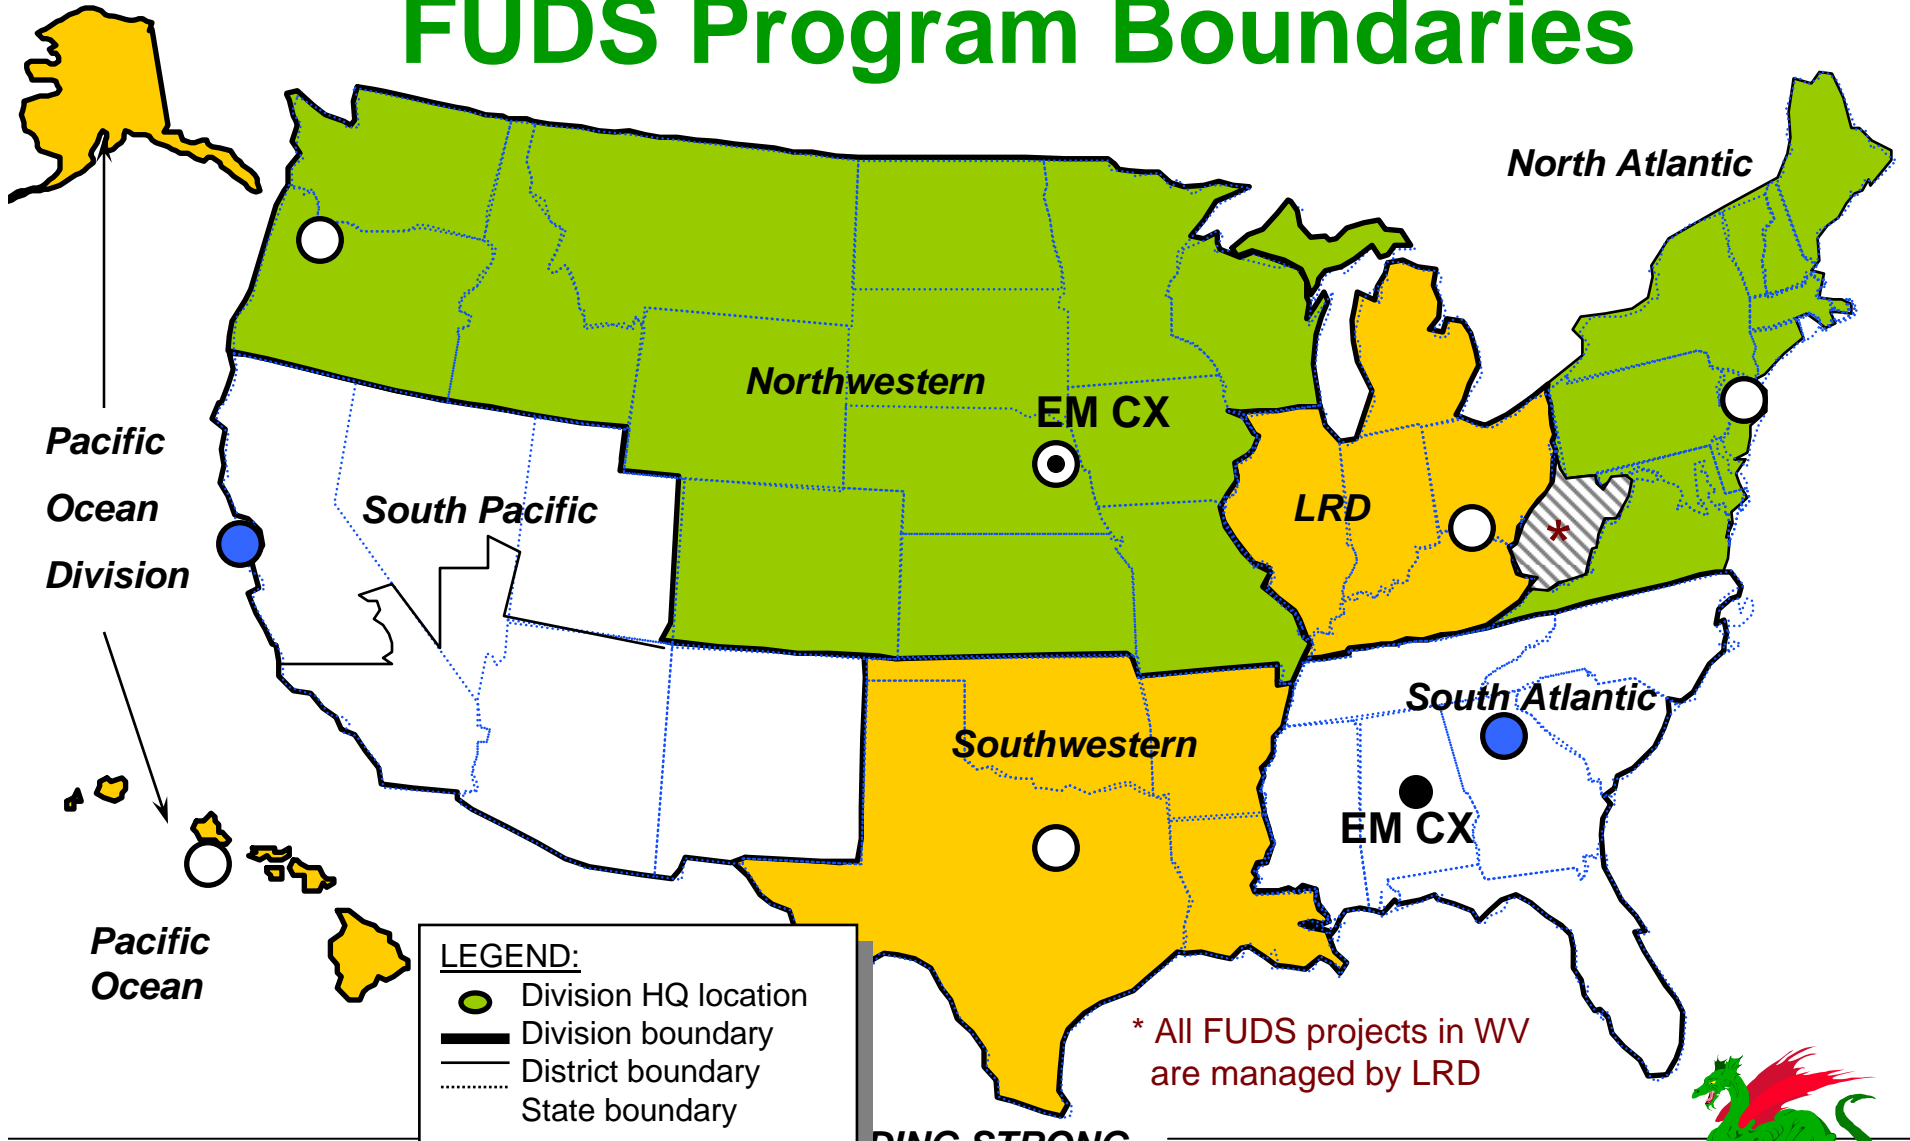 FUDS Program Boundaries
North Atlantic
Northwestern
EM CX
Pacific
Ocean
Division
South Pacific
LRD
*
South Atlantic
Southwestern
EM CX
Pacific
Ocean
LEGEND:
Division HQ location
Division boundary
District boundary
State boundary
* All FUDS projects in WV
are managed by LRD
DING STRONG